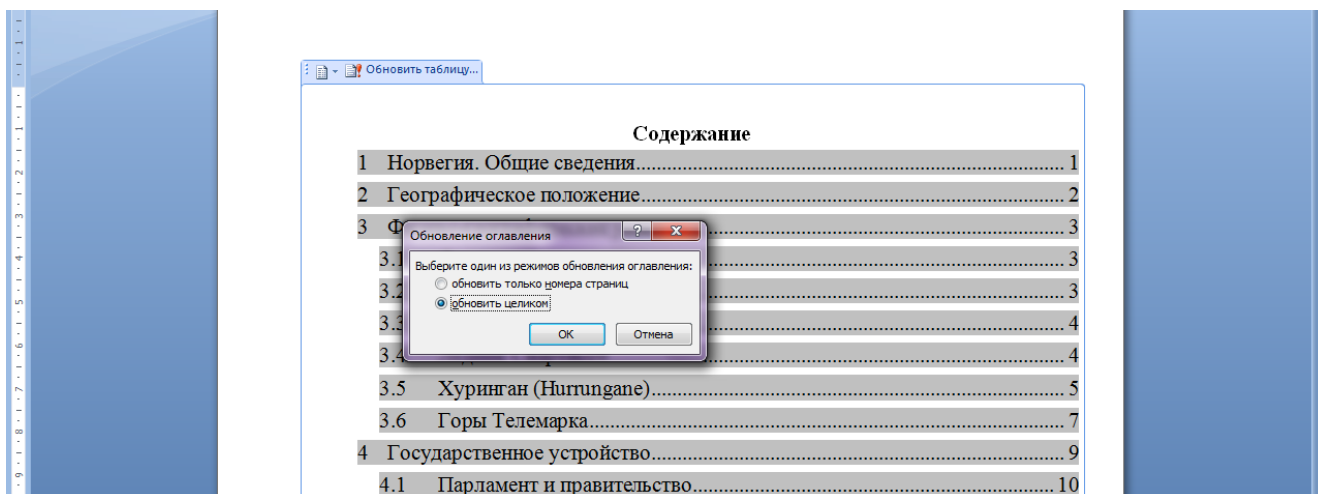 Обновить таблицу...
Содержание
1 Норвегия. Общие сведения 1
2 Географическое положение 2
3 3
Обновление оглавления
Выберите один из режимов обновления оглавления:
обновить только номера страниц
обновить целиком
ОК Отмена
3.1 3
3.2 3
3.3 4
3.4 4
3.5 Хуринган (Hurrungane) 5
3.6 Горы Телемарка 7
4 Государственное устройство 9
4.1 Парламент и правительство 10